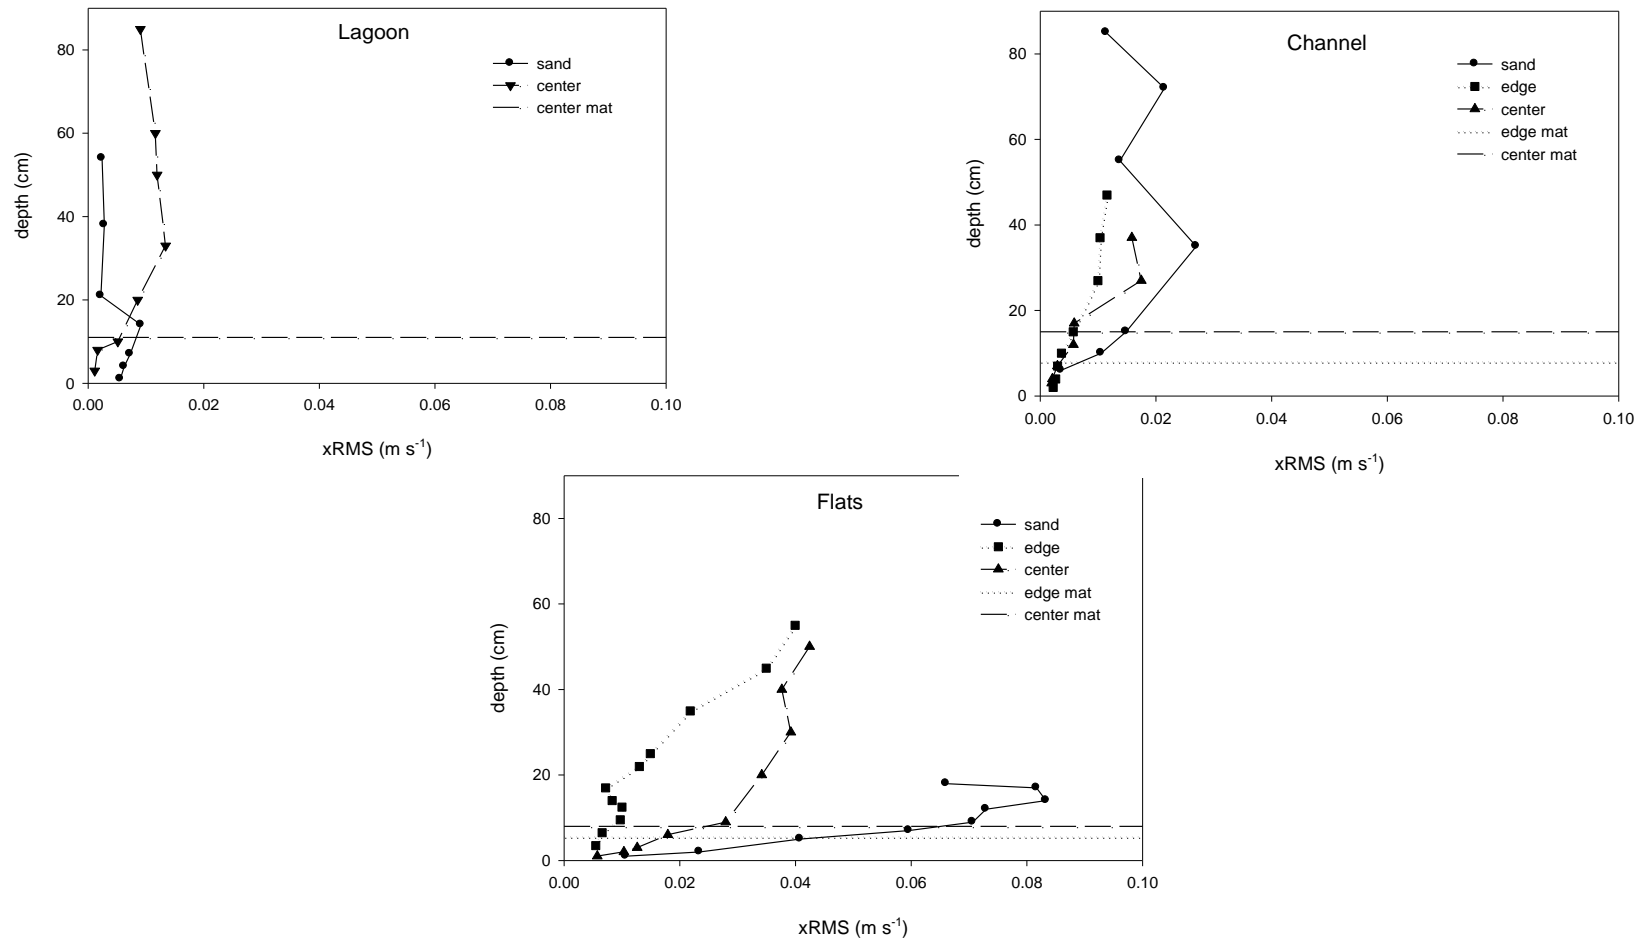 Lagoon
sand
center
center mat
80
60
40
20
0
depth (cm)
0.00 0.02 0.04 0.06 0.08 0.10
xRMS (m s⁻¹)
Channel
sand
edge
center
edge mat
center mat
80
60
40
20
0
depth (cm)
0.00 0.02 0.04 0.06 0.08 0.10
xRMS (m s⁻¹)
Flats
sand
edge
center
edge mat
center mat
80
60
40
20
0
depth (cm)
0.00 0.02 0.04 0.06 0.08 0.10
xRMS (m s⁻¹)